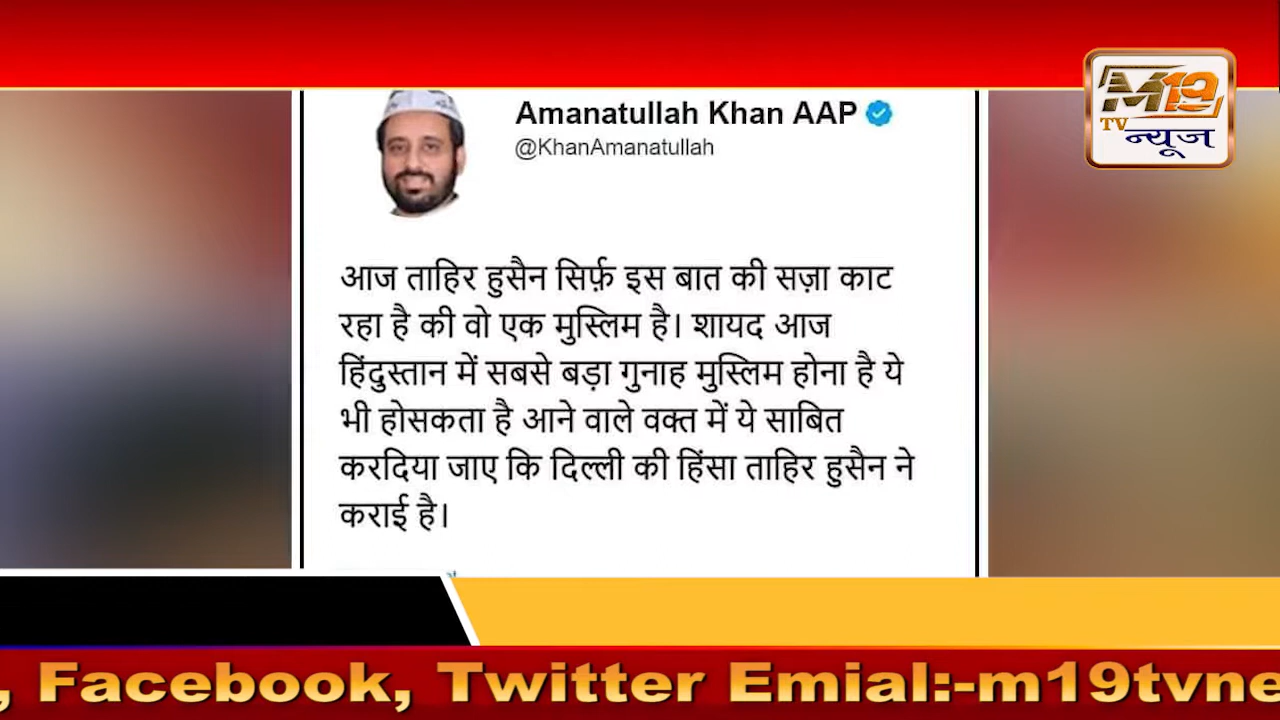 Amanatullah Khan AAP
@KhanAmanatullah
M19
TV
न्यूज
आज ताहिर हुसैन सिर्फ़ इस बात की सज़ा काट
रहा है की वो एक मुस्लिम है। शायद आज
हिंदुस्तान में सबसे बड़ा गुनाह मुस्लिम होना है ये
भी होसकता है आने वाले वक्त में ये साबित
करदिया जाए कि दिल्ली की हिंसा ताहिर हुसैन ने
कराई है।
, Facebook, Twitter Emial:-m19tvne